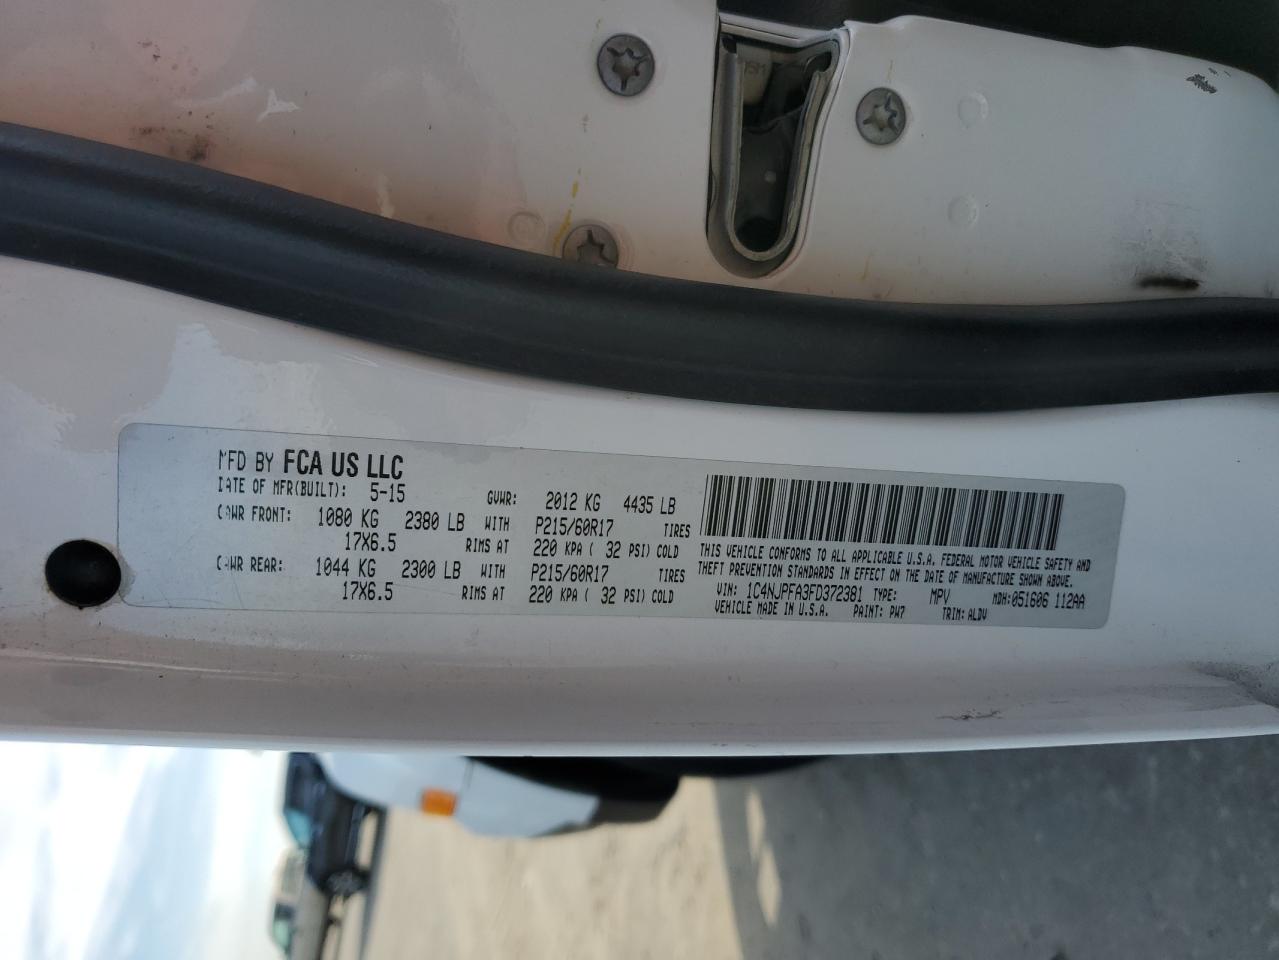 MFD BY FCA US LLC
DATE OF MFR(BUILT): 5-15 GVWR: 2012 KG 4435 LB
GAWR FRONT: 1080 KG 2380 LB WITH P215/60R17 TIRES
17X6.5 RIMS AT 220 KPA ( 32 PSI) COLD
GAWR REAR: 1044 KG 2300 LB WITH P215/60R17 TIRES
17X6.5 RIMS AT 220 KPA ( 32 PSI) COLD
THIS VEHICLE CONFORMS TO ALL APPLICABLE U.S.A. FEDERAL MOTOR VEHICLE SAFETY AND
THEFT PREVENTION STANDARDS IN EFFECT ON THE DATE OF MANUFACTURE SHOWN ABOVE.
VIN: 1C4NJPFA3FD372381 TYPE: MPV MDH:051606 112AA
VEHICLE MADE IN U.S.A. PAINT: PW7 TRIM: ALDV